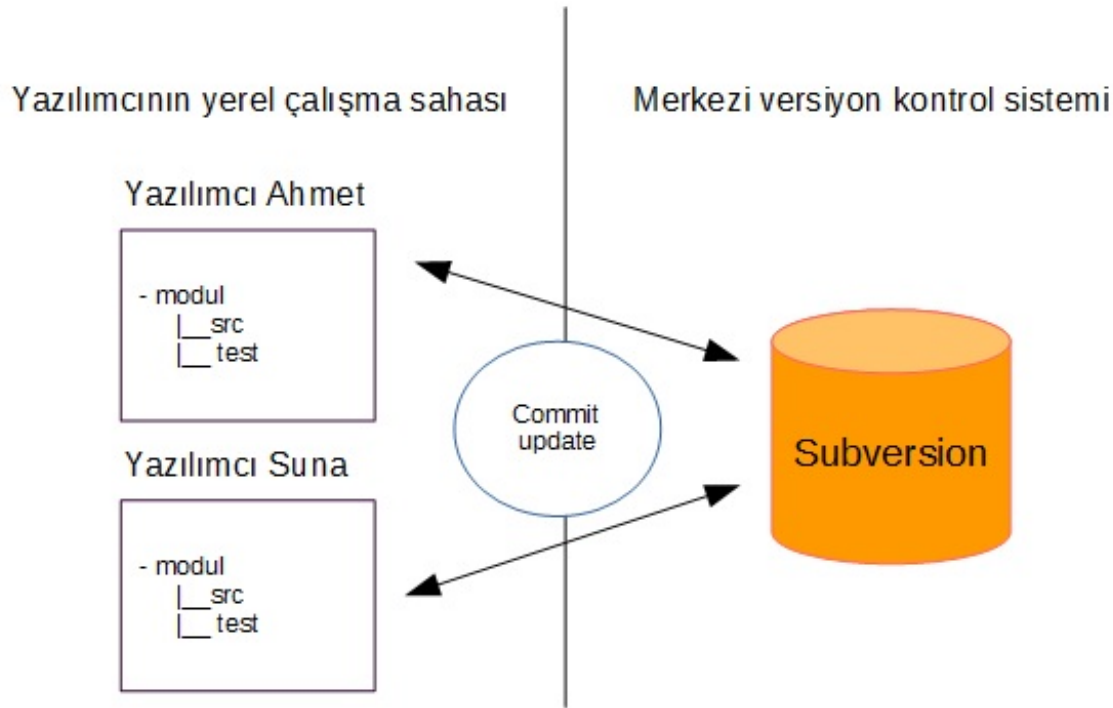 Yazılımcının yerel çalışma sahası
Merkezi versiyon kontrol sistemi
Yazılımcı Ahmet
- modul
|__src
|__ test
Commit
update
Subversion
Yazılımcı Suna
- modul
|__src
|__ test